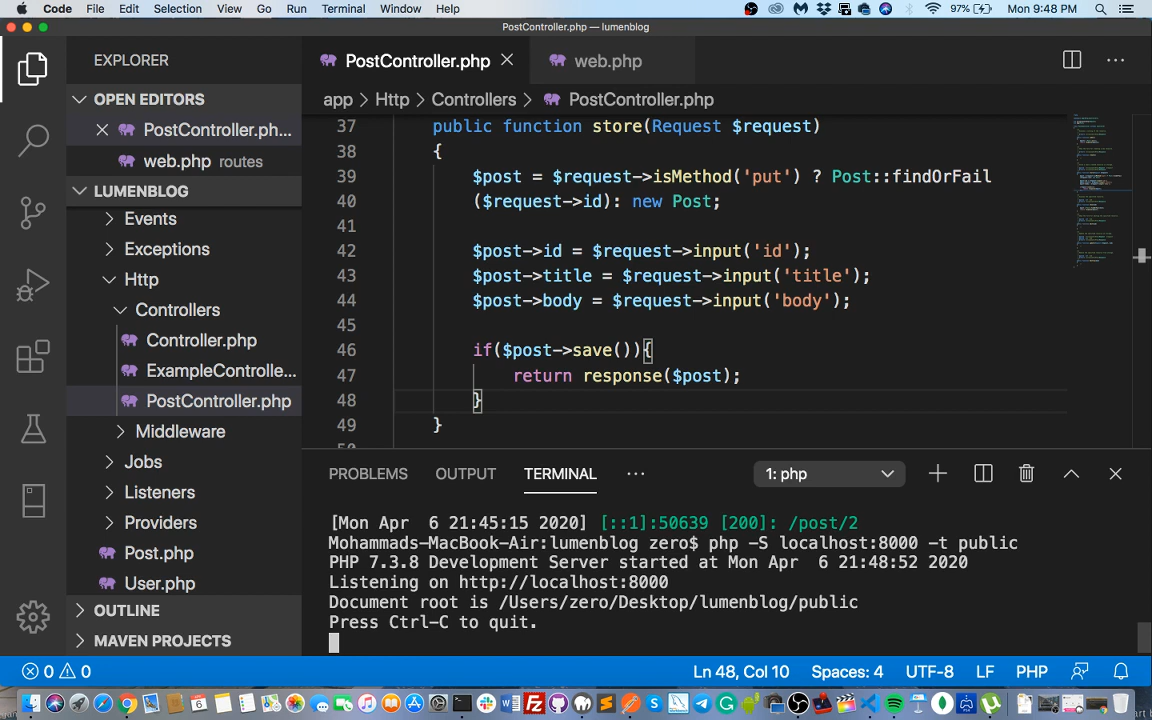 Code File Edit Selection View Go Run Terminal Window Help 97% Mon 9:48 PM
PostController.php — lumenblog
EXPLORER
OPEN EDITORS
PostController.ph...
web.php routes
LUMENBLOG
Events
Exceptions
Http
Controllers
Controller.php
ExampleControlle...
PostController.php
Middleware
Jobs
Listeners
Providers
Post.php
User.php
OUTLINE
MAVEN PROJECTS
PostController.php web.php
app > Http > Controllers > PostController.php
37 public function store(Request $request)
38 {
39 $post = $request->isMethod('put') ? Post::findOrFail
40 ($request->id): new Post;
41
42 $post->id = $request->input('id');
43 $post->title = $request->input('title');
44 $post->body = $request->input('body');
45
46 if($post->save()){
47 return response($post);
48 }
49 }
PROBLEMS OUTPUT TERMINAL ··· 1: php
[Mon Apr  6 21:45:15 2020] [::1]:50639 [200]: /post/2
Mohammads-MacBook-Air:lumenblog zero$ php -S localhost:8000 -t public
PHP 7.3.8 Development Server started at Mon Apr  6 21:48:52 2020
Listening on http://localhost:8000
Document root is /Users/zero/Desktop/lumenblog/public
Press Ctrl-C to quit.
0 0 Ln 48, Col 10 Spaces: 4 UTF-8 LF PHP